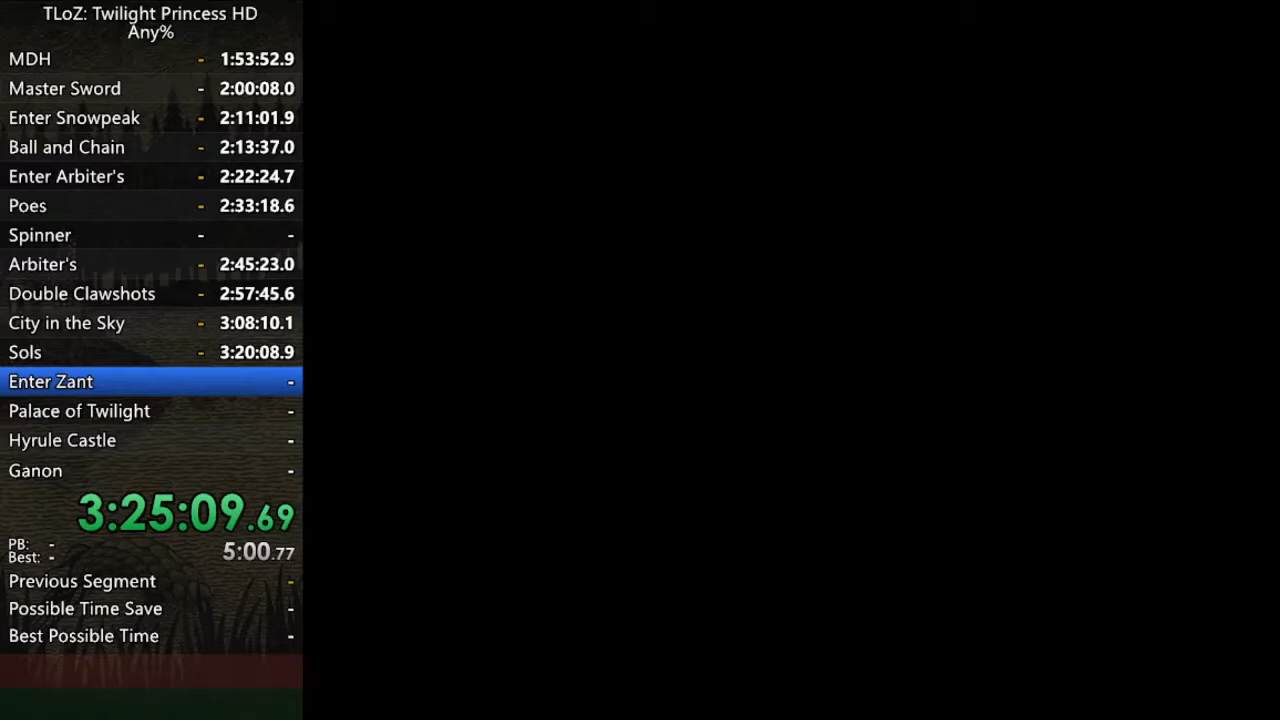 TLoZ: Twilight Princess HD
Any%
MDH - 1:53:52.9
Master Sword - 2:00:08.0
Enter Snowpeak - 2:11:01.9
Ball and Chain - 2:13:37.0
Enter Arbiter's - 2:22:24.7
Poes - 2:33:18.6
Spinner - -
Arbiter's - 2:45:23.0
Double Clawshots - 2:57:45.6
City in the Sky - 3:08:10.1
Sols - 3:20:08.9
Enter Zant -
Palace of Twilight -
Hyrule Castle -
Ganon -
3:25:09.69
PB: - 5:00.77
Best: -
Previous Segment -
Possible Time Save -
Best Possible Time -